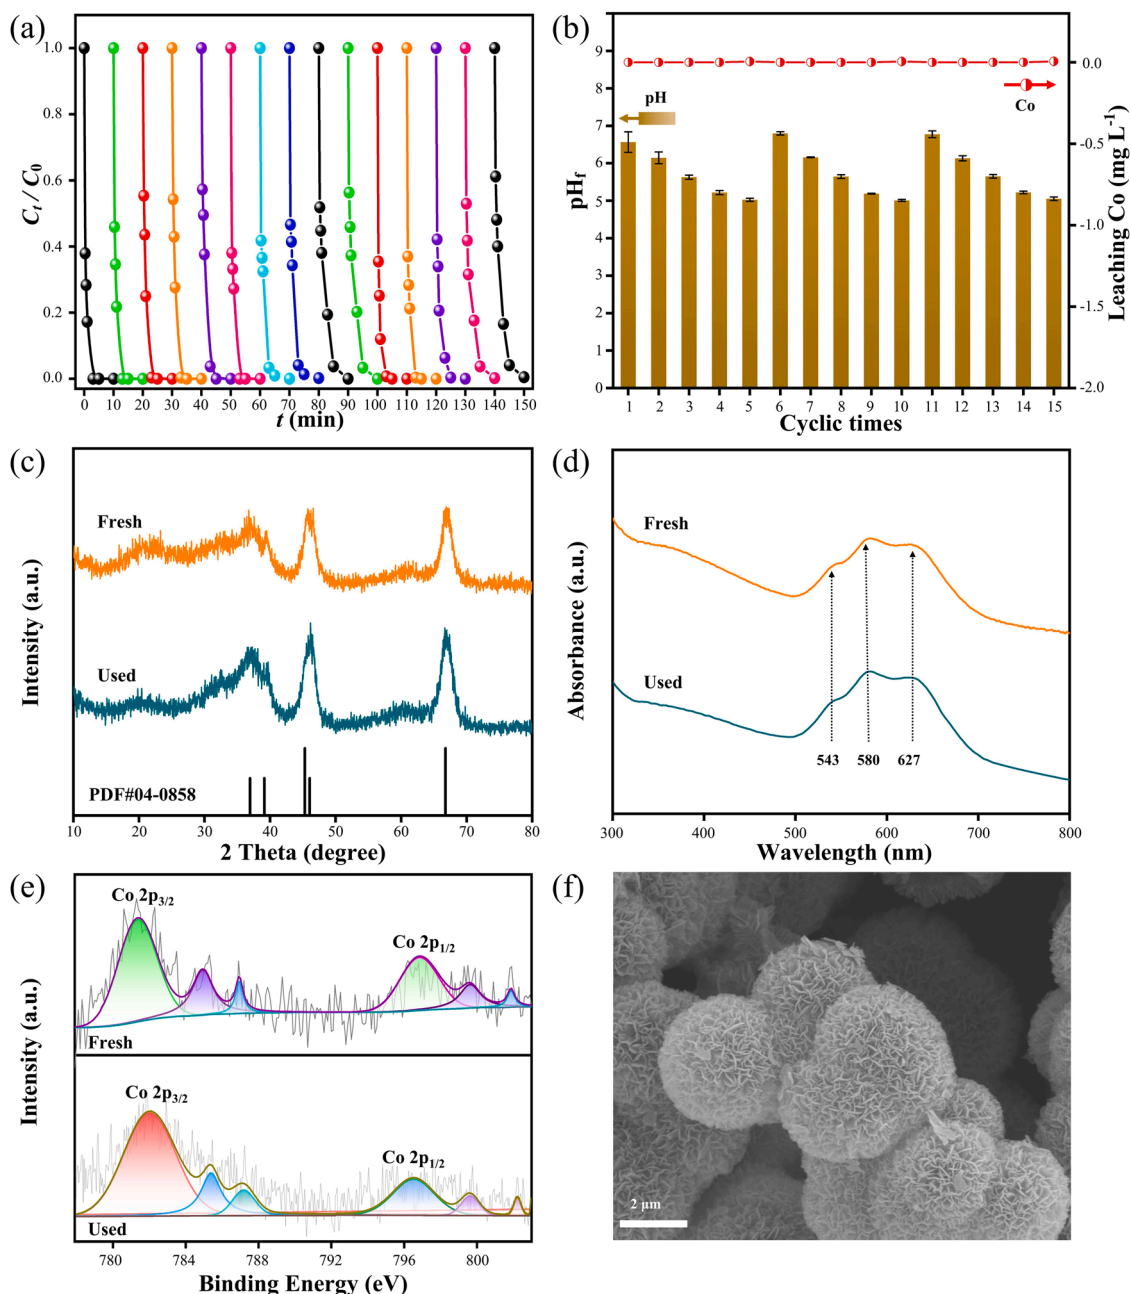 (a)
1.0
0.8
0.6
0.4
0.2
0.0
Ct / C0
0 10 20 30 40 50 60 70 80 90 100 110 120 130 140 150
t (min)
(b)
9
8
7
6
5
4
3
2
1
0
pHf
pH
Co
0.0
-0.5
-1.0
-1.5
-2.0
Leaching Co (mg L-1)
1 2 3 4 5 6 7 8 9 10 11 12 13 14 15
Cyclic times
(c)
Fresh
Used
PDF#04-0858
Intensity (a.u.)
10 20 30 40 50 60 70 80
2 Theta (degree)
(d)
Fresh
Used
543 580 627
Absorbance (a.u.)
300 400 500 600 700 800
Wavelength (nm)
(e)
Co 2p3/2
Co 2p1/2
Fresh
Co 2p3/2
Co 2p1/2
Used
Intensity (a.u.)
780 784 788 792 796 800
Binding Energy (eV)
(f)
2 μm